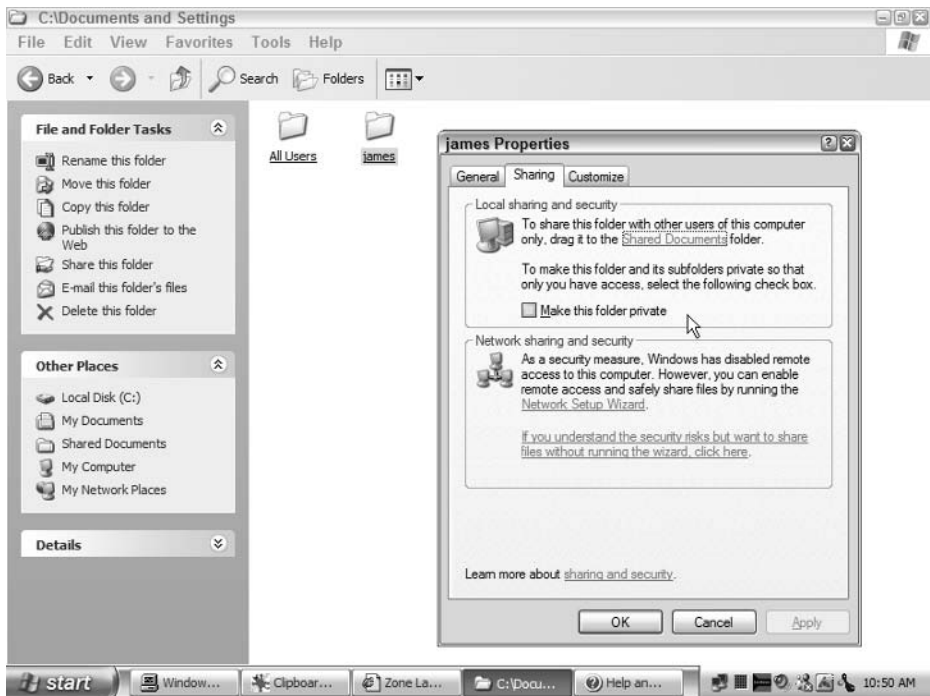 C:\Documents and Settings
File Edit View Favorites Tools Help
Back Search Folders
File and Folder Tasks
Rename this folder
Move this folder
Copy this folder
Publish this folder to the
Web
Share this folder
E-mail this folder's files
Delete this folder
Other Places
Local Disk (C:)
My Documents
Shared Documents
My Computer
My Network Places
Details
All Users james
james Properties
General Sharing Customize
Local sharing and security
To share this folder with other users of this computer
only, drag it to the Shared Documents folder.
To make this folder and its subfolders private so that
only you have access, select the following check box.
Make this folder private
Network sharing and security
As a security measure, Windows has disabled remote
access to this computer. However, you can enable
remote access and safely share files by running the
Network Setup Wizard.
If you understand the security risks but want to share
files without running the wizard, click here.
Learn more about sharing and security.
OK Cancel Apply
start Window... Clipboar... Zone La... C:\Docu... Help an... 10:50 AM